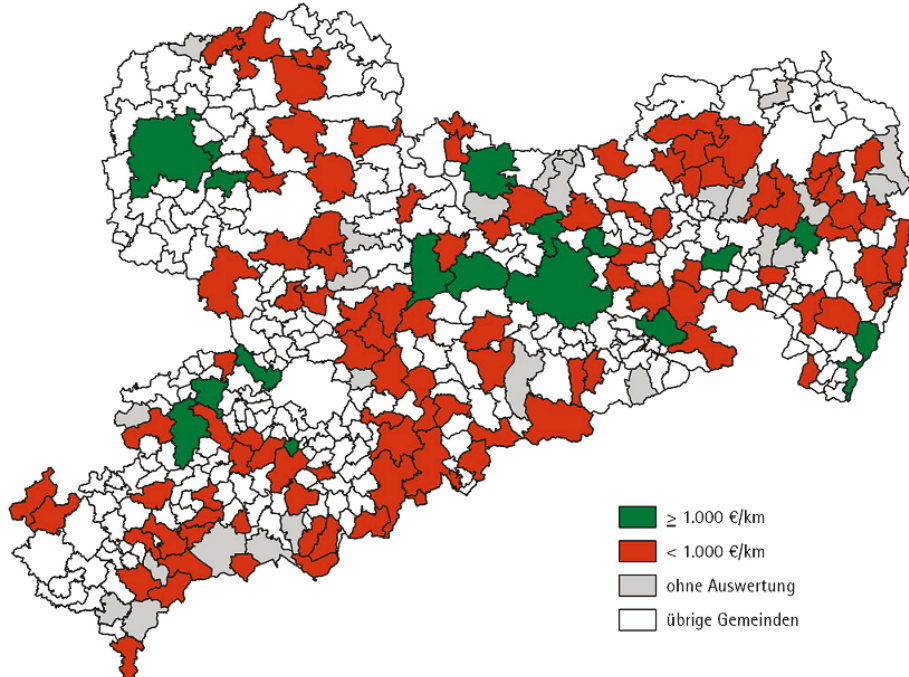 ≥ 1.000 €/km
< 1.000 €/km
ohne Auswertung
übrige Gemeinden